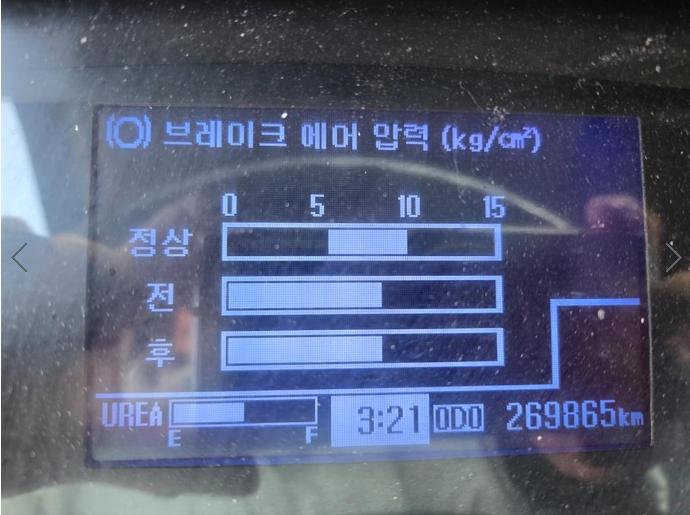 브레이크 에어 압력 (kg/cm²)
0 5 10 15
정상
전
후
UREA E F 3:21 ODO 269865km